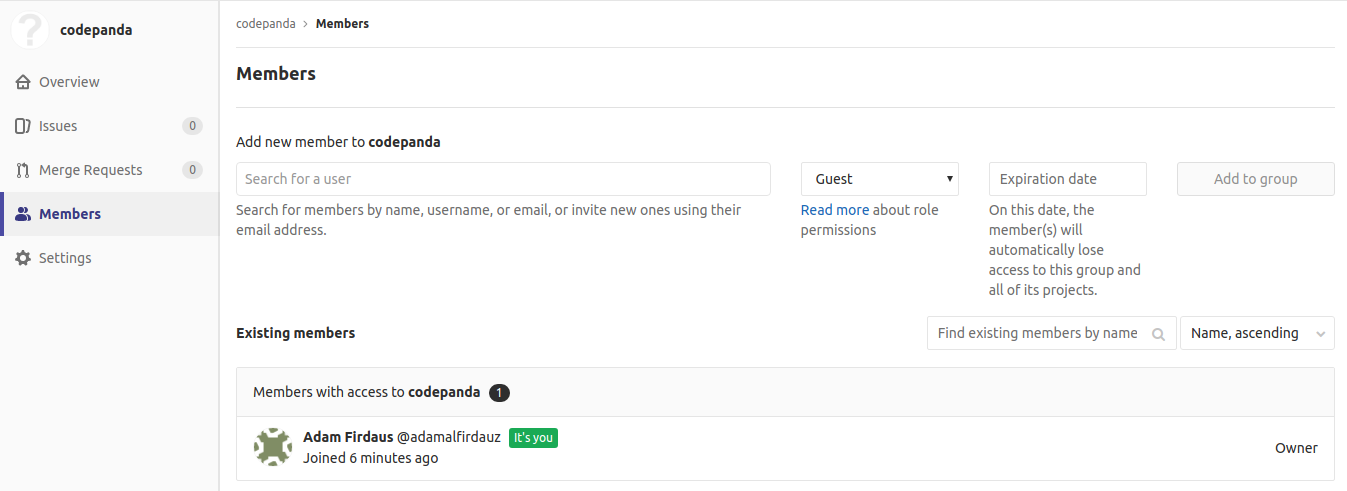 codepanda
Overview
Issues 0
Merge Requests 0
Members
Settings
codepanda › Members
Members
Add new member to codepanda
Search for a user
Search for members by name, username, or email, or invite new ones using their
email address.
Guest
Read more about role
permissions
Expiration date
On this date, the
member(s) will
automatically lose
access to this group and
all of its projects.
Add to group
Existing members
Find existing members by name
Name, ascending
Members with access to codepanda 1
Adam Firdaus @adamalfirdauz It's you
Joined 6 minutes ago
Owner